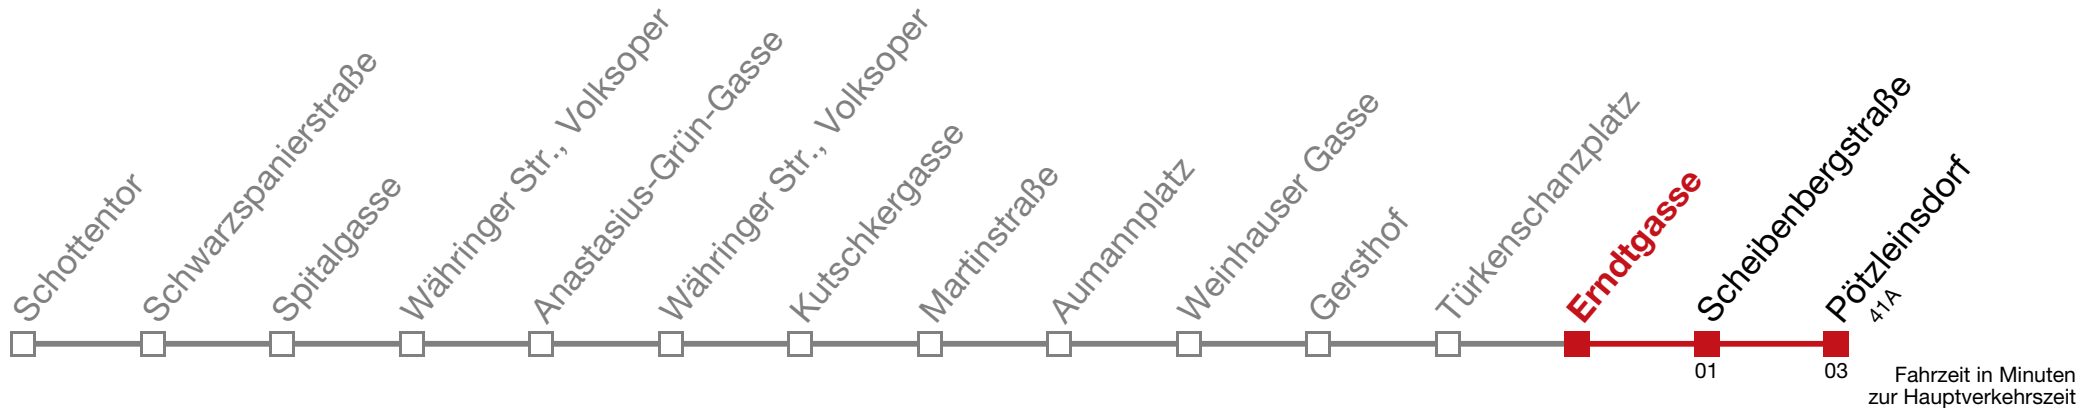 Schottentor
Schwarzspanierstraße
Spitalgasse
Währinger Str., Volksoper
Anastasius-Grün-Gasse
Währinger Str., Volksoper
Kutschkergasse
Martinstraße
Aumannplatz
Weinhauser Gasse
Gersthof
Türkenschanzplatz
Erndtgasse
Scheibenbergstraße
Pötzleinsdorf
41A
01
03
Fahrzeit in Minuten
zur Hauptverkehrszeit